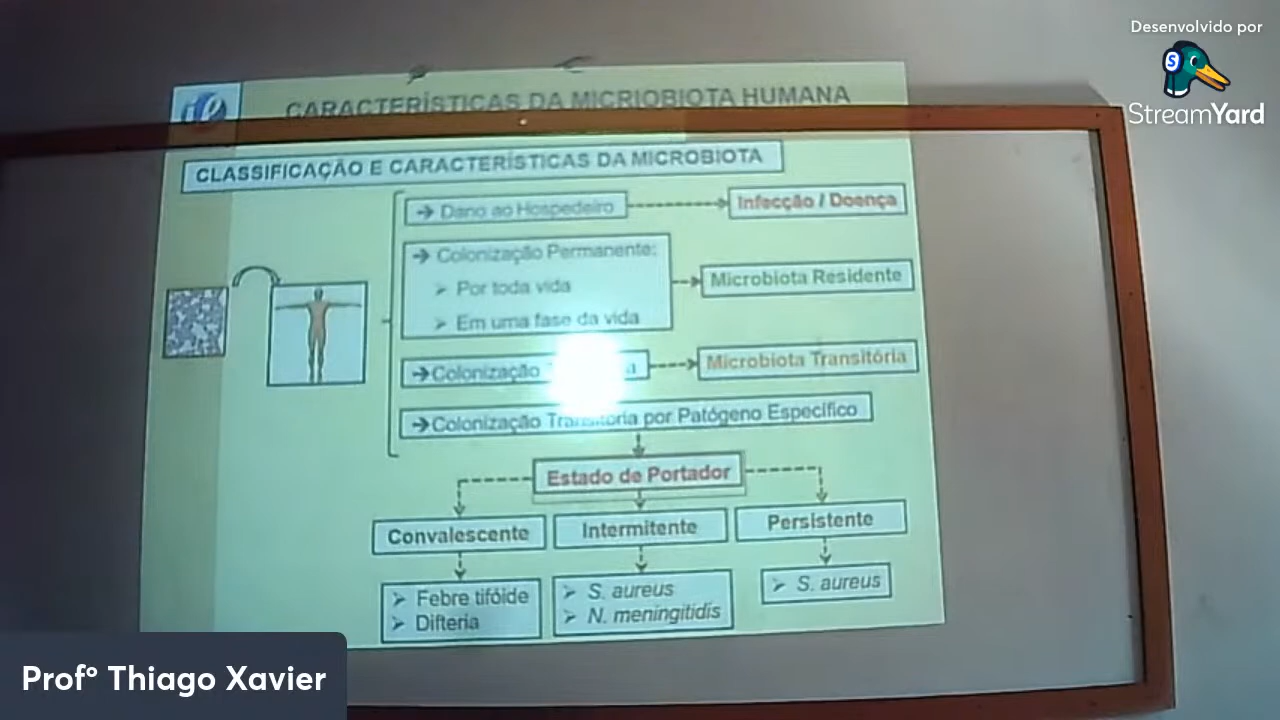 Desenvolvido por
StreamYard
CARACTERÍSTICAS DA MICRIOBIOTA HUMANA
CLASSIFICAÇÃO E CARACTERÍSTICAS DA MICROBIOTA
→ Dano ao Hospedeiro
Infecção / Doença
→ Colonização Permanente:
➢ Por toda vida
➢ Em uma fase da vida
Microbiota Residente
→ Colonização
Microbiota Transitória
→ Colonização Transitória por Patógeno Específico
Estado de Portador
Convalescente
Intermitente
Persistente
➢ Febre tifóide
➢ Difteria
➢ S. aureus
➢ N. meningitidis
➢ S. aureus
Profº Thiago Xavier